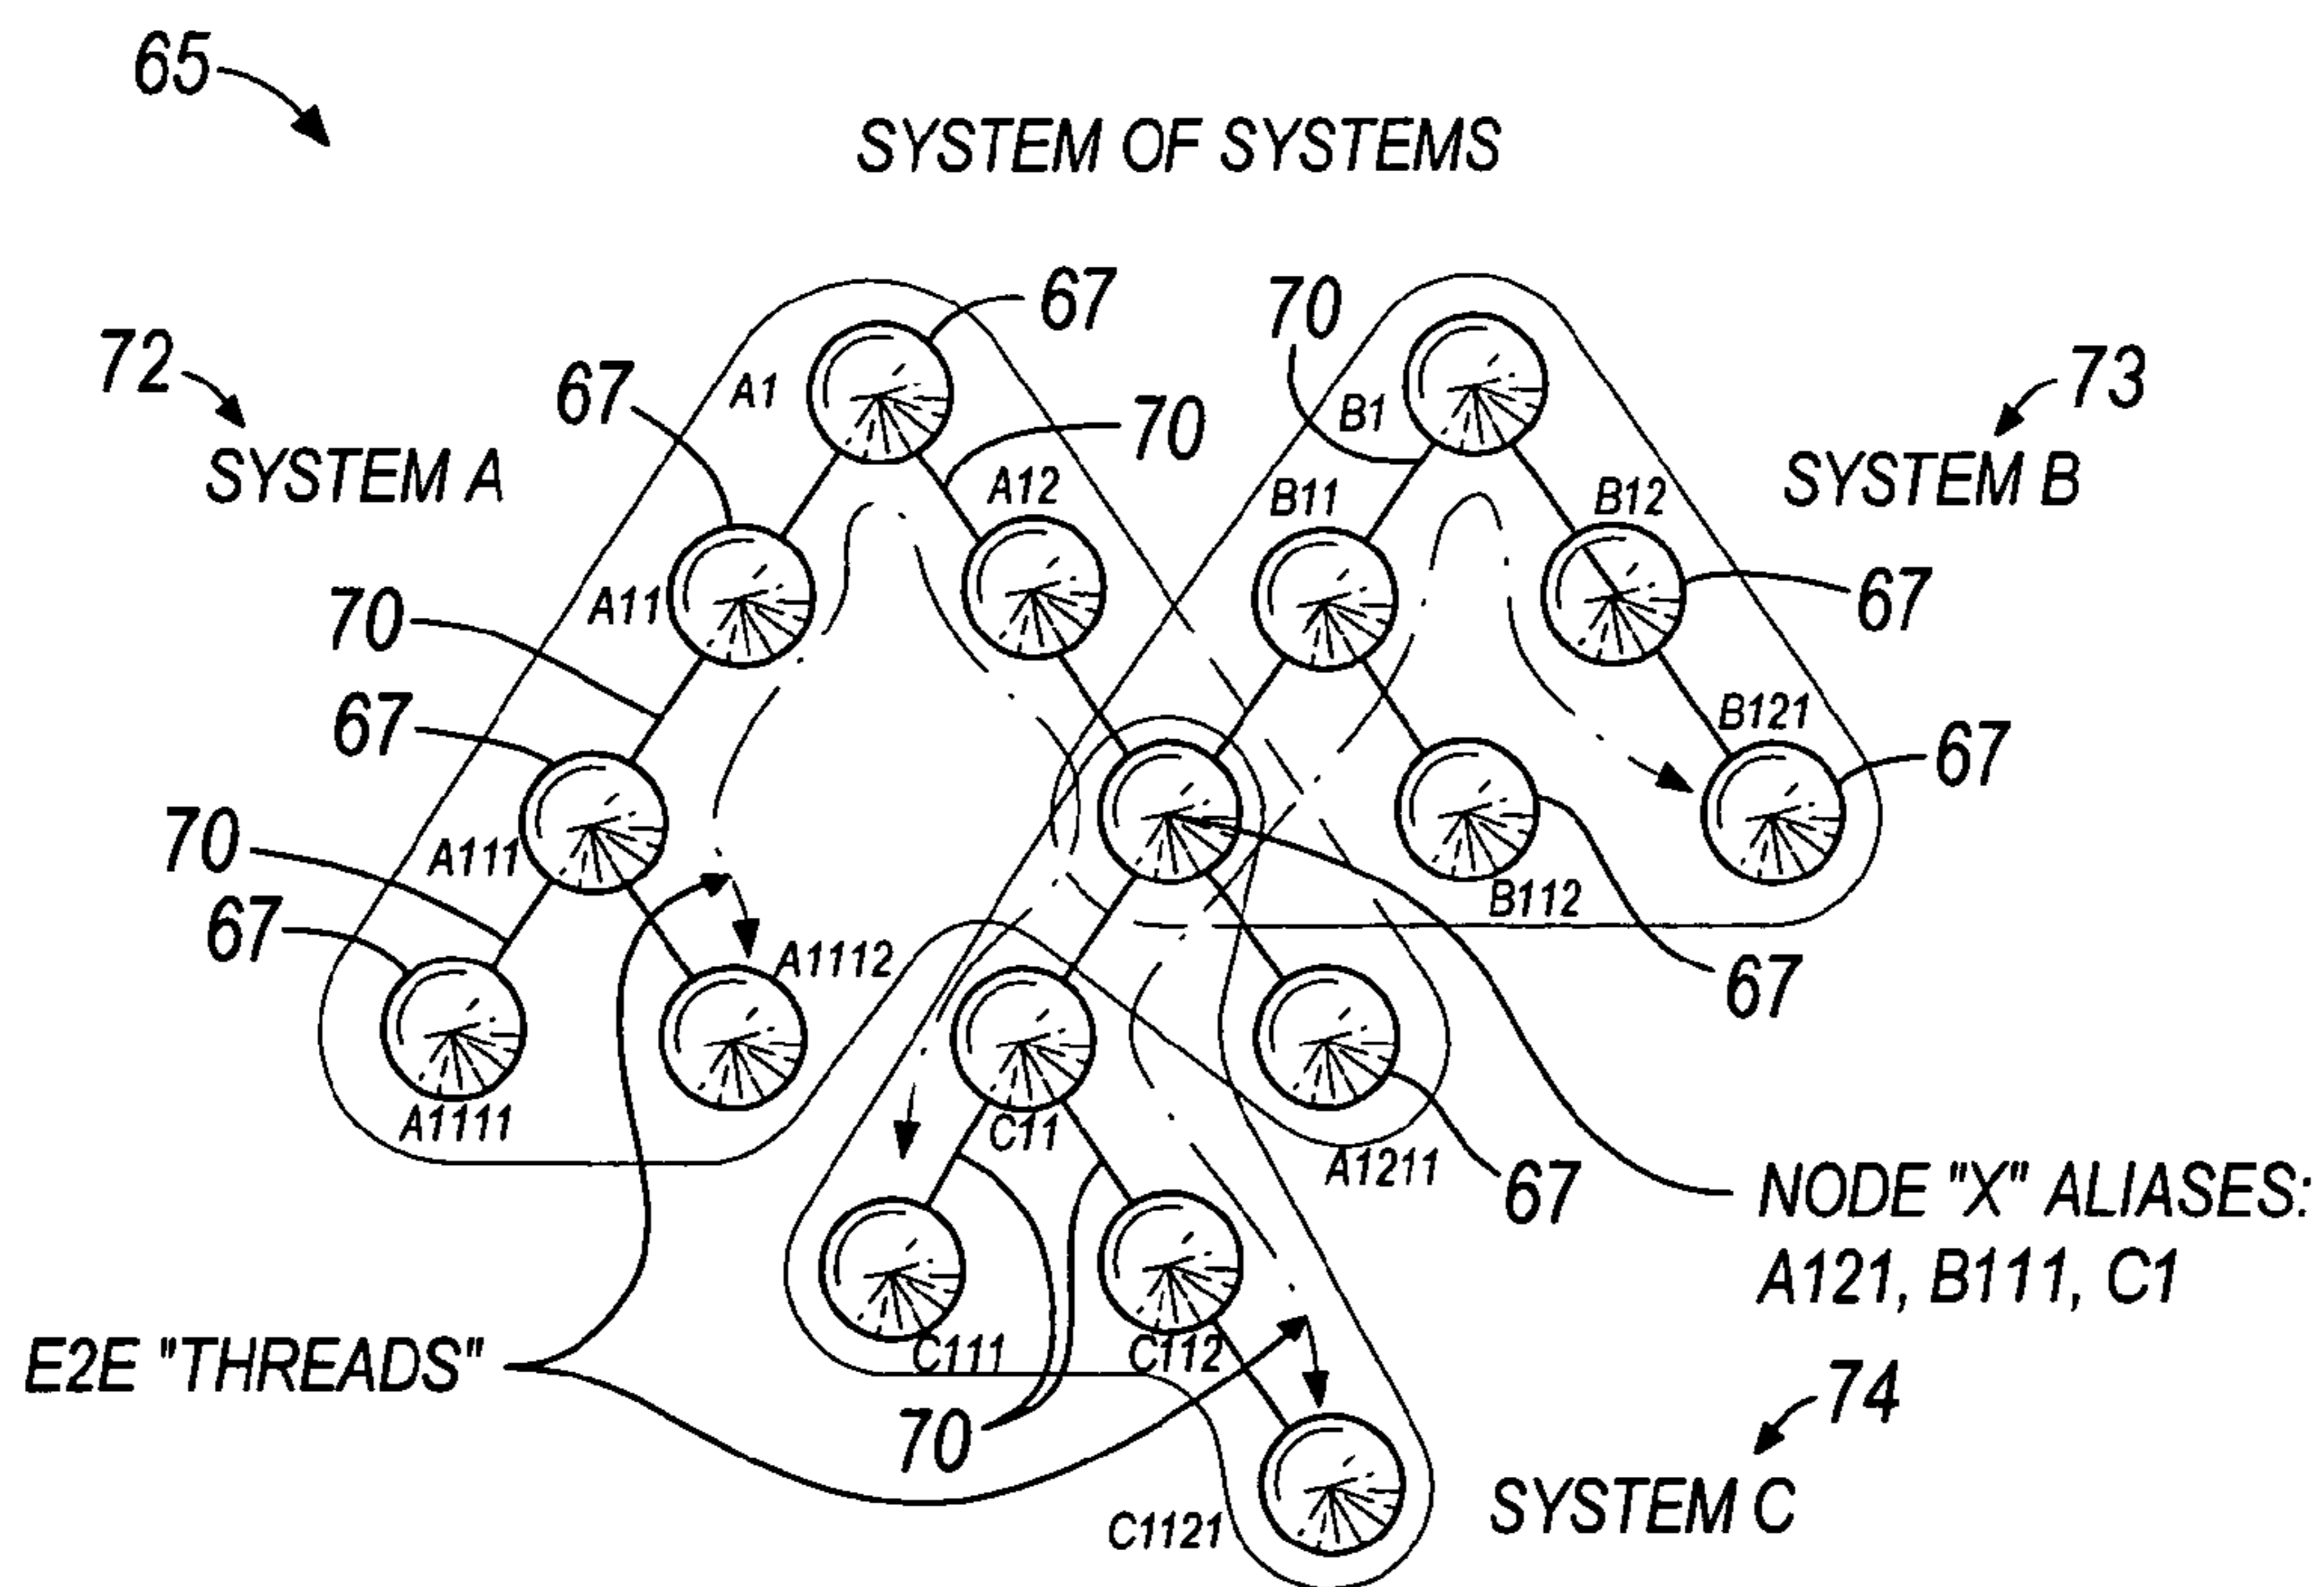 65
SYSTEM OF SYSTEMS
67
70
72
67
A1
B1
73
70
SYSTEM A
A12
B11
B12
SYSTEM B
70
A11
67
67
B121
67
70
A111
B112
67
A1112
67
A1111
C11
A1211
67
NODE "X" ALIASES:
A121, B111, C1
E2E "THREADS"
C111
C112
74
70
SYSTEM C
C1121